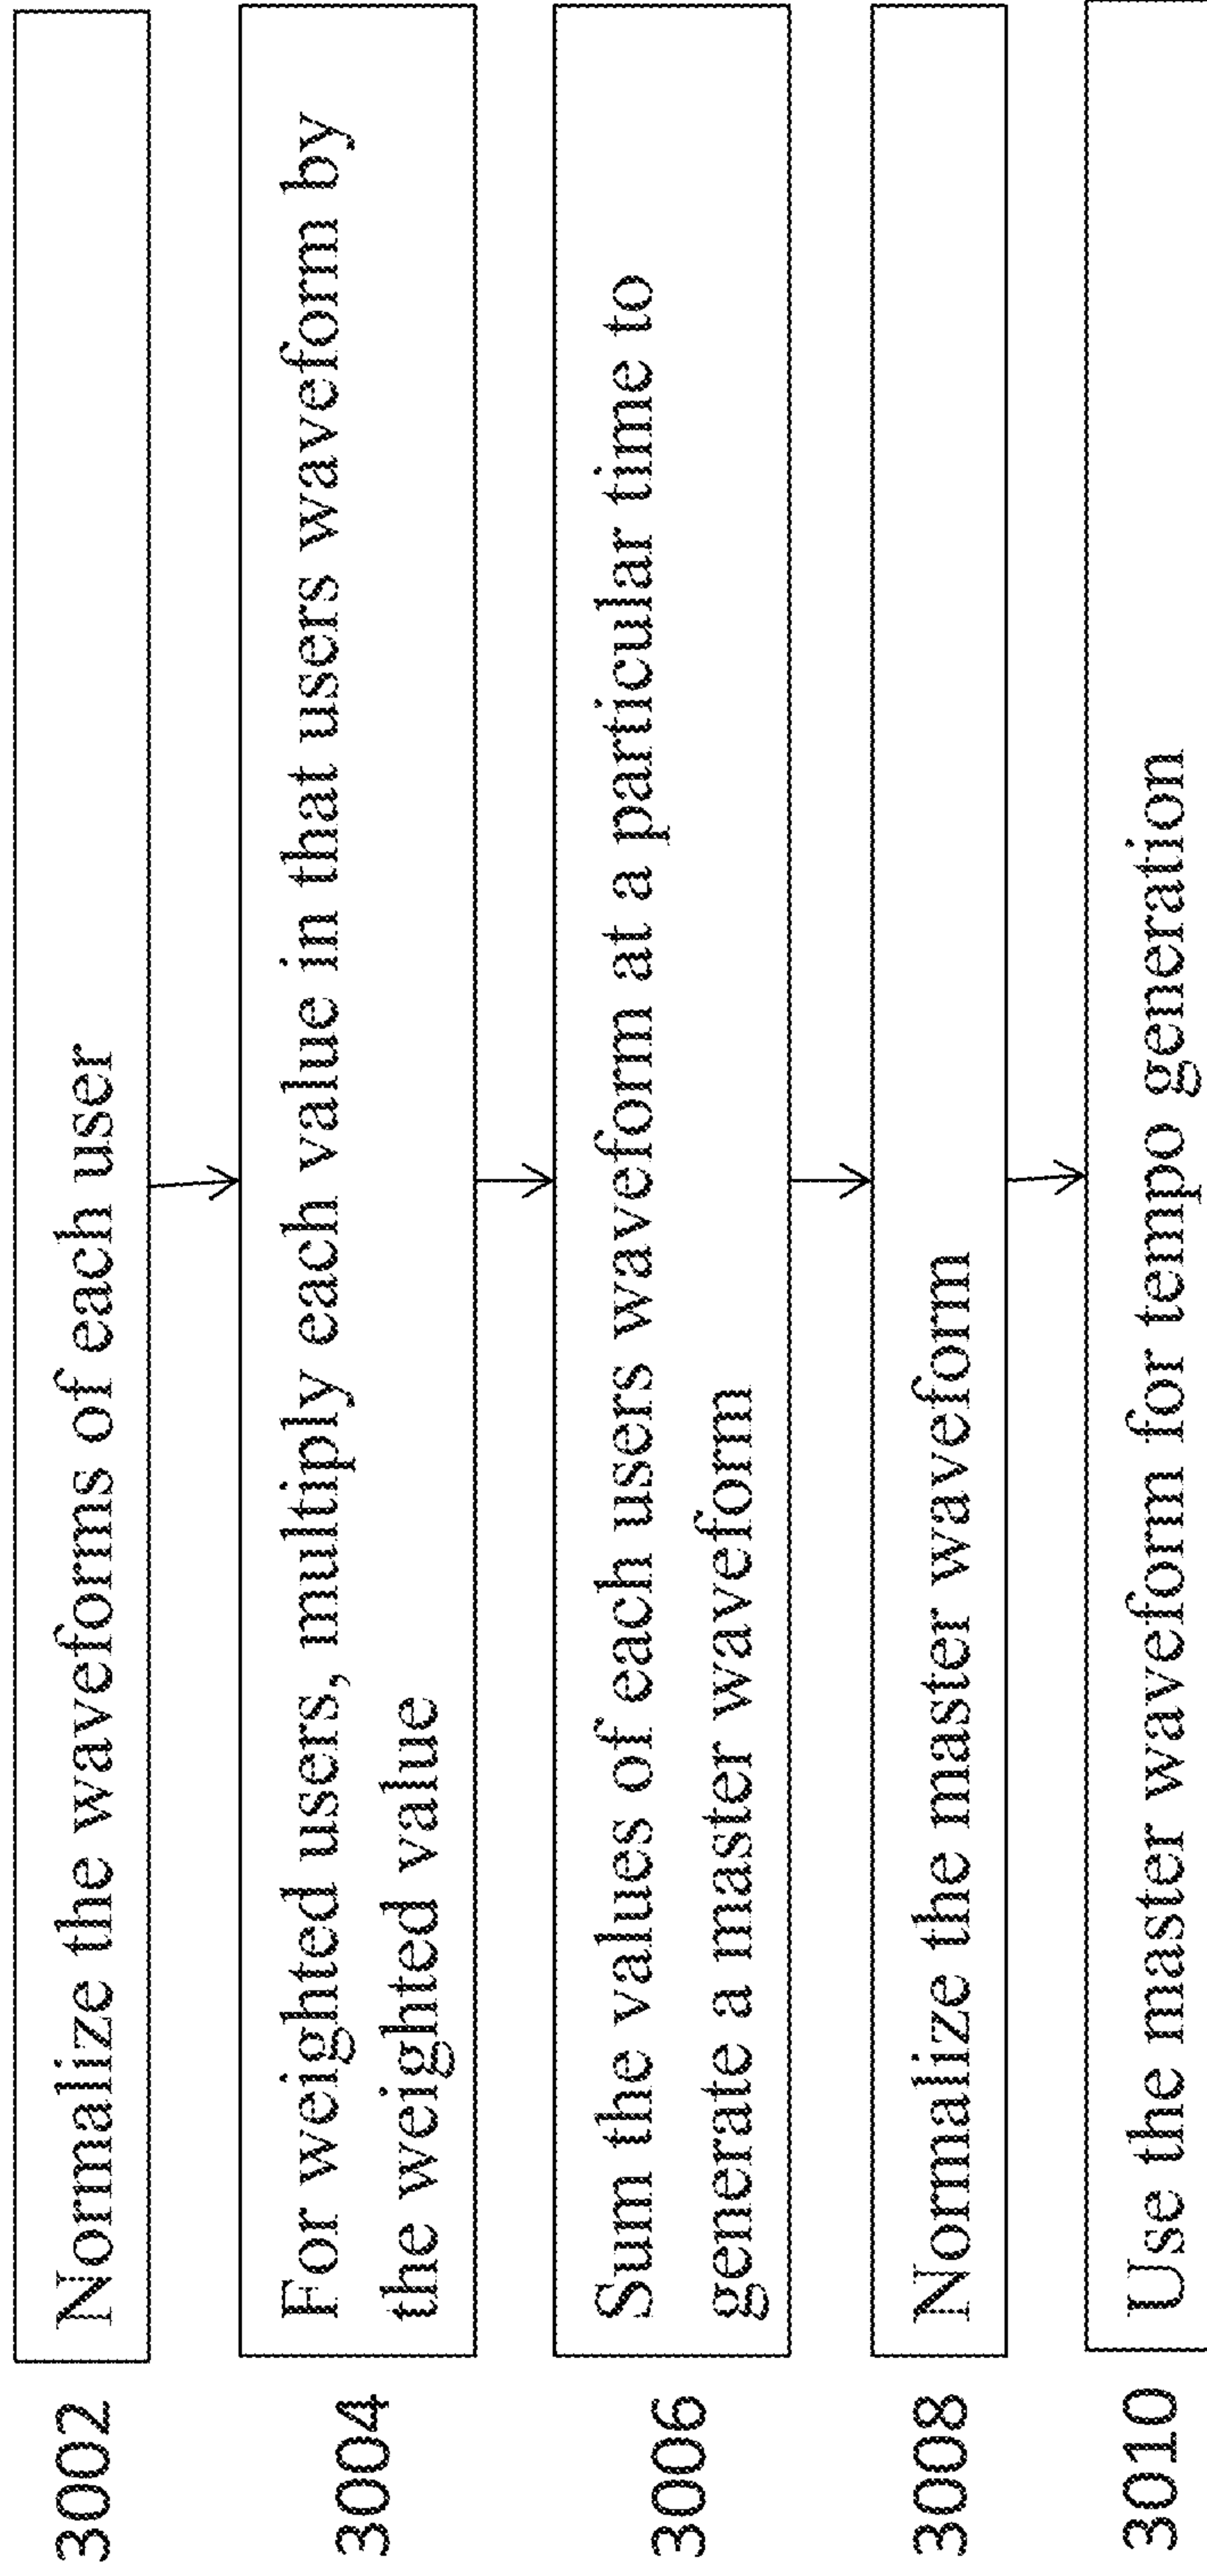 3002 Normalize the waveforms of each user
3004 For weighted users, multiply each value in that users waveform by
the weighted value
3006 Sum the values of each users waveform at a particular time to
generate a master waveform
3008 Normalize the master waveform
3010 Use the master waveform for tempo generation